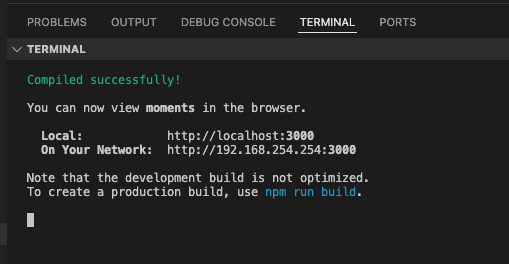 PROBLEMS OUTPUT DEBUG CONSOLE TERMINAL PORTS
TERMINAL
Compiled successfully!
You can now view moments in the browser.
Local: http://localhost:3000
On Your Network: http://192.168.254.254:3000
Note that the development build is not optimized.
To create a production build, use npm run build.